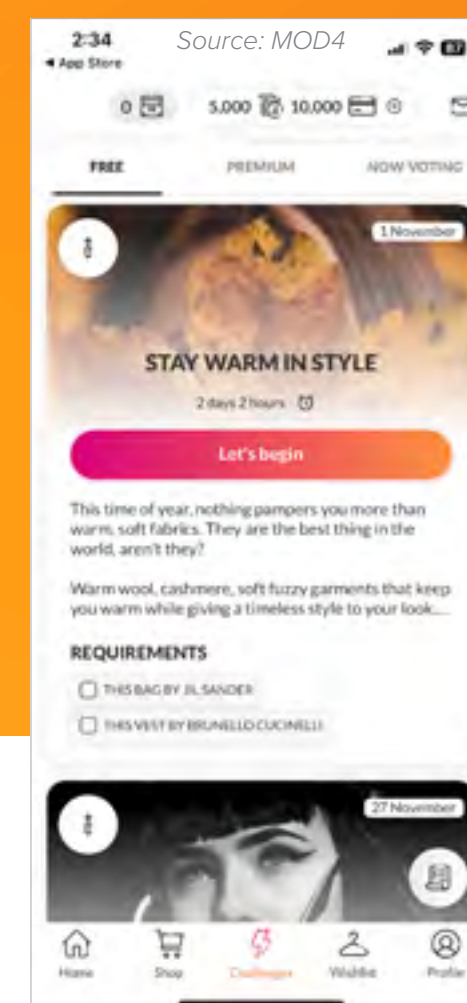 2:34
Source: MOD4
87
◀ App Store
0
5.000
10.000
FREE
PREMIUM
NOW VOTING
1 November
STAY WARM IN STYLE
2 days 2 hours
Let's begin
This time of year, nothing pampers you more than
warm, soft fabrics. They are the best thing in the
world, aren't they?
Warm wool, cashmere, soft fuzzy garments that keep
you warm while giving a timeless style to your look....
REQUIREMENTS
THIS BAG BY JIL SANDER
THIS VEST BY BRUNELLO CUCINELLI
27 November
Home
Shop
Challenges
Wishlist
Profile